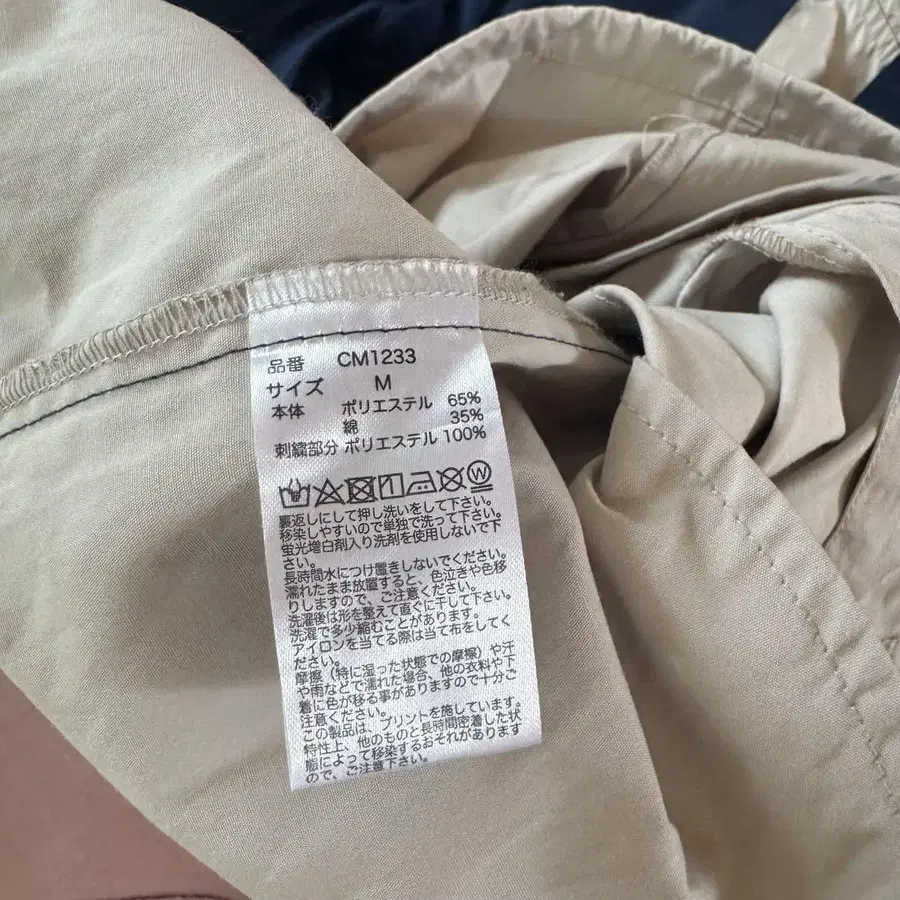 品番 CM1233
サイズ M
本体 ポリエステル 65%
綿 35%
刺繍部分 ポリエステル 100%
裏返しにして押し洗いをして下さい。
移染しやすいので単独で洗って下さい。
蛍光増白剤入り洗剤を使用しないで下
さい。
長時間水につけ置きしないでください。
濡れたまま放置すると、色泣きや色移
りしますので、ご注意ください。
洗濯後は形を整えて直ぐに干して下さい。
洗濯で多少縮むことがあります。
アイロンを当てる際は当て布をしてく
ださい。
摩擦（特に湿った状態での摩擦）や汗
や雨などで濡れた場合、他の衣料や下
着に色が移る事がありますので十分ご
注意ください。
この製品は、プリントを施しています。
特性上、他のものと長時間密着した状
態によって移染するおそれがあります
ので、ご注意下さい。